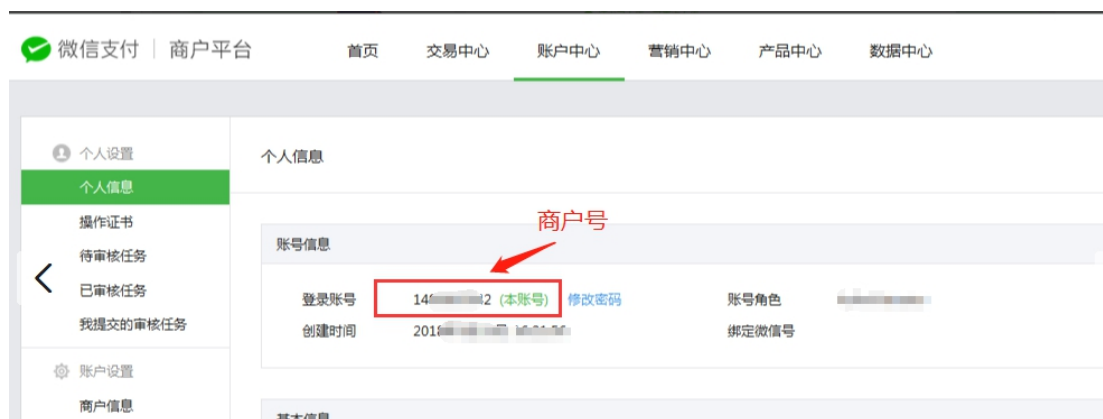 微信支付 | 商户平台
首页 交易中心 账户中心 营销中心 产品中心 数据中心
个人设置
个人信息
操作证书
待审核任务
已审核任务
我提交的审核任务
账户设置
商户信息
个人信息
商户号
账号信息
登录账号 (本账号) 修改密码 账号角色
创建时间 2018 绑定微信号
基本信息